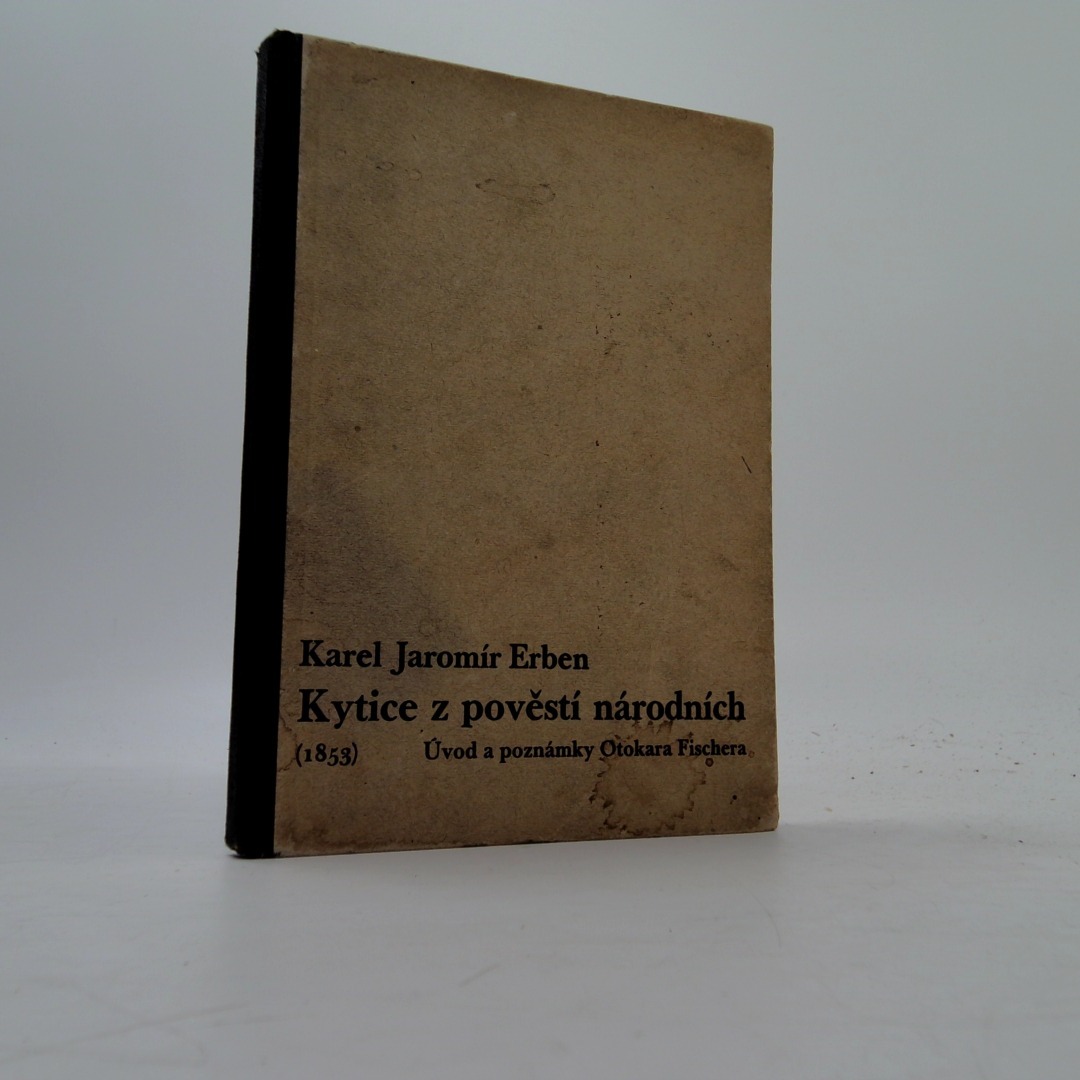 Karel Jaromír Erben
Kytice z pověstí národních
(1853) Úvod a poznámky Otokara Fischera